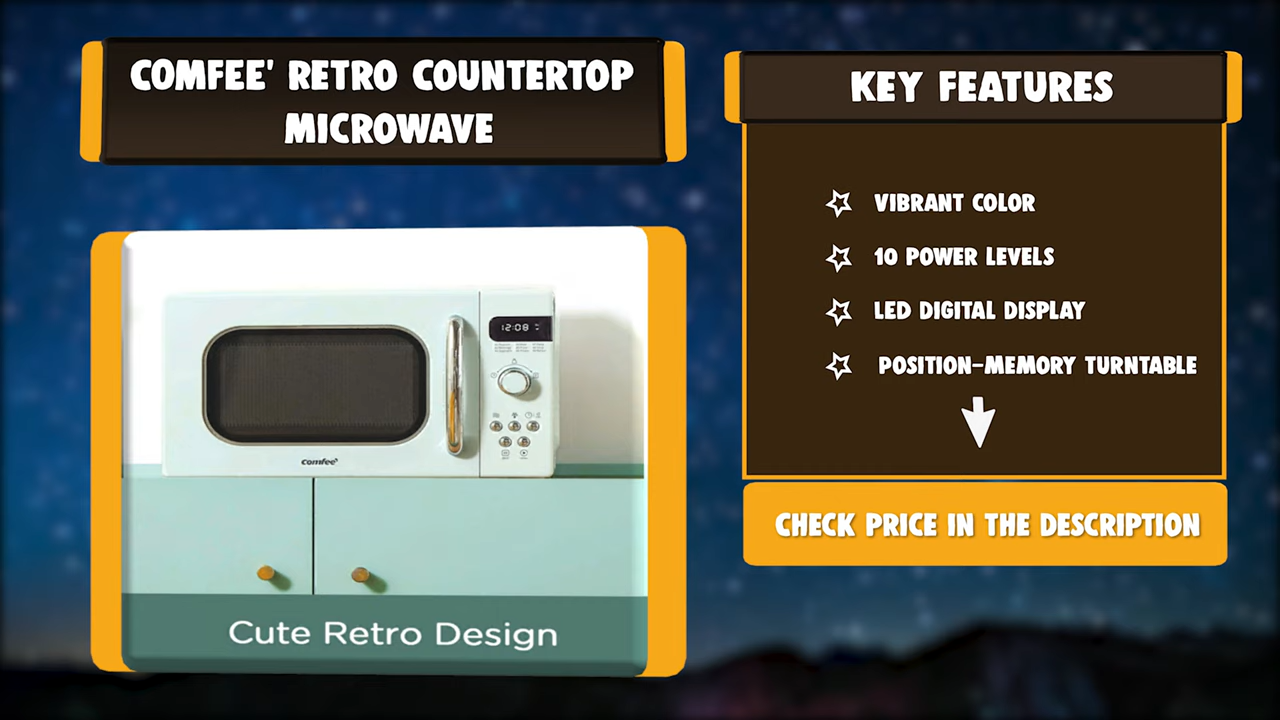 COMFEE' RETRO COUNTERTOP
MICROWAVE
12:08
comfee'
Cute Retro Design
KEY FEATURES
VIBRANT COLOR
10 POWER LEVELS
LED DIGITAL DISPLAY
POSITION-MEMORY TURNTABLE
CHECK PRICE IN THE DESCRIPTION